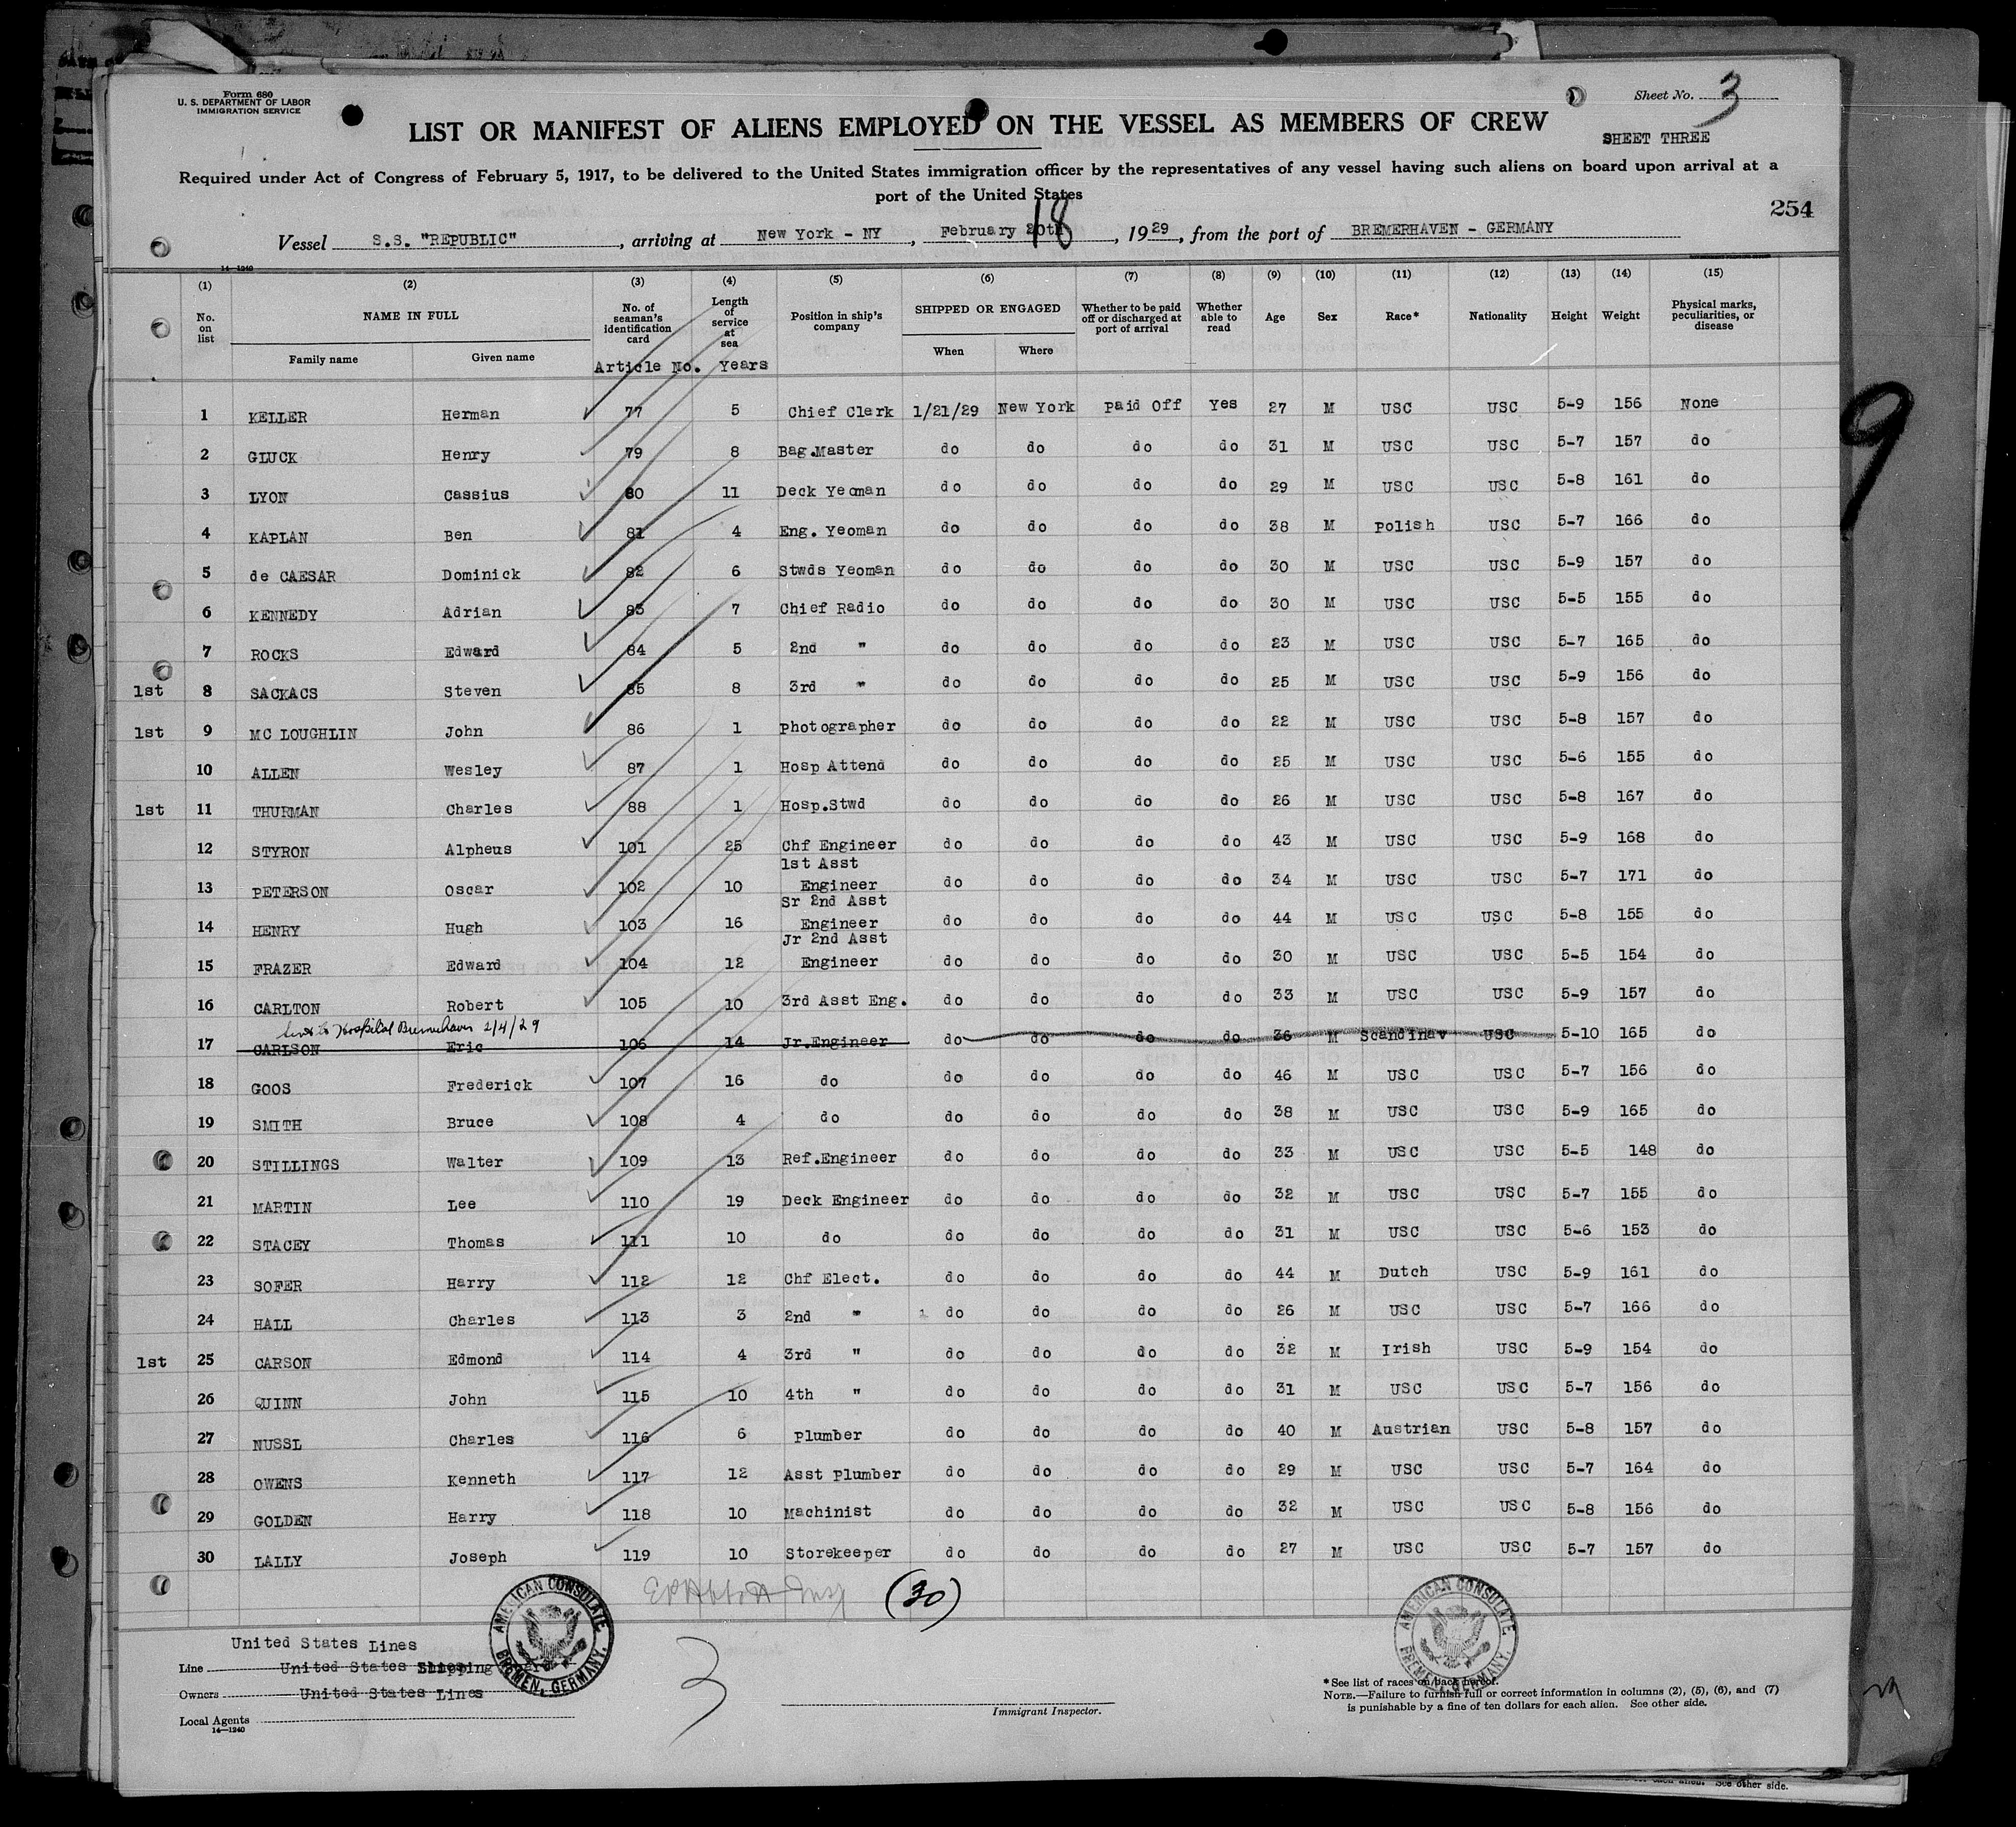 Form 680
U. S. DEPARTMENT OF LABOR
IMMIGRATION SERVICE
Sheet No. 3
LIST OR MANIFEST OF ALIENS EMPLOYED ON THE VESSEL AS MEMBERS OF CREW
SHEET THREE
Required under Act of Congress of February 5, 1917, to be delivered to the United States immigration officer by the representatives of any vessel having such aliens on board upon arrival at a
port of the United States
254
Vessel S.S. "REPUBLIC", arriving at New York - NY, February 20th 18, 1929, from the port of BREMERHAVEN - GERMANY
14-1240
(1) (2) (3) (4) (5) (6) (7) (8) (9) (10) (11) (12) (13) (14) (15)
No. on list NAME IN FULL Family name Given name No. of seaman's identification card Length of service at sea Position in ship's company SHIPPED OR ENGAGED When Where Whether to be paid off or discharged at port of arrival Whether able to read Age Sex Race* Nationality Height Weight Physical marks, peculiarities, or disease
Article No. Years
1 KELLER Herman 77 5 Chief Clerk 1/21/29 New York Paid Off Yes 27 M USC USC 5-9 156 None
2 GLUCK Henry 79 8 Bag.Master do do do do 31 M USC USC 5-7 157 do
3 LYON Cassius 80 11 Deck Yeoman do do do do 29 M USC USC 5-8 161 do
4 KAPLAN Ben 81 4 Eng. Yeoman do do do do 38 M Polish USC 5-7 166 do
5 de CAESAR Dominick 82 6 Stwds Yeoman do do do do 30 M USC USC 5-9 157 do
6 KENNEDY Adrian 83 7 Chief Radio do do do do 30 M USC USC 5-5 155 do
7 ROCKS Edward 84 5 2nd " do do do do 23 M USC USC 5-7 165 do
1st 8 SACKACS Steven 85 8 3rd " do do do do 25 M USC USC 5-9 156 do
1st 9 MC LOUGHLIN John 86 1 Photographer do do do do 22 M USC USC 5-8 157 do
10 ALLEN Wesley 87 1 Hosp Attend do do do do 25 M USC USC 5-6 155 do
1st 11 THURMAN Charles 88 1 Hosp.Stwd do do do do 26 M USC USC 5-8 167 do
12 STYRON Alpheus 101 25 Chf Engineer do do do do 43 M USC USC 5-9 168 do
1st Asst
13 PETERSON Oscar 102 10 Engineer do do do do 34 M USC USC 5-7 171 do
Sr 2nd Asst
14 HENRY Hugh 103 16 Engineer do do do do 44 M USC USC 5-8 155 do
Jr 2nd Asst
15 FRAZER Edward 104 12 Engineer do do do do 30 M USC USC 5-5 154 do
16 CARLTON Robert 105 10 3rd Asst Eng. do do do do 33 M USC USC 5-9 157 do
Sent to Hospital Bremerhaven 2/4/29
17 CARLSON Eric 106 14 Jr.Engineer do do do do 36 M Scandinav USC 5-10 165 do
18 GOOS Frederick 107 16 do do do do do 46 M USC USC 5-7 156 do
19 SMITH Bruce 108 4 do do do do do 38 M USC USC 5-9 165 do
20 STILLINGS Walter 109 13 Ref.Engineer do do do do 33 M USC USC 5-5 148 do
21 MARTIN Lee 110 19 Deck Engineer do do do do 32 M USC USC 5-7 155 do
22 STACEY Thomas 111 10 do do do do do 31 M USC USC 5-6 153 do
23 SOFER Harry 112 12 Chf Elect. do do do do 44 M Dutch USC 5-9 161 do
24 HALL Charles 113 3 2nd " do do do do 26 M USC USC 5-7 166 do
1st 25 CARSON Edmond 114 4 3rd " do do do do 32 M Irish USC 5-9 154 do
26 QUINN John 115 10 4th " do do do do 31 M USC USC 5-7 156 do
27 NUSSL Charles 116 6 Plumber do do do do 40 M Austrian USC 5-8 157 do
28 OWENS Kenneth 117 12 Asst Plumber do do do do 29 M USC USC 5-7 164 do
29 GOLDEN Harry 118 10 Machinist do do do do 32 M USC USC 5-8 156 do
30 LALLY Joseph 119 10 Storekeeper do do do do 27 M USC USC 5-7 157 do
(30)
AMERICAN CONSULATE BREMEN, GERMANY.
AMERICAN CONSULATE BREMEN, GERMANY.
United States Lines
Line United States Shipping
Owners United States Lines
Local Agents
14-1240
3
Immigrant Inspector.
*See list of races on back hereof.
NOTE.—Failure to furnish full or correct information in columns (2), (5), (6), and (7)
is punishable by a fine of ten dollars for each alien. See other side.
9
See other side.